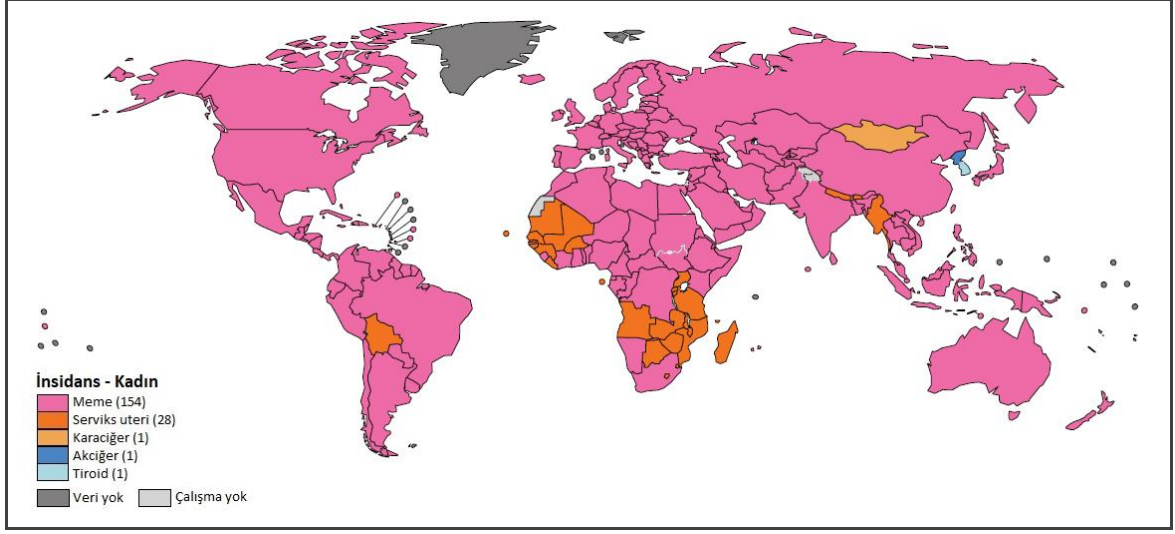 İnsidans - Kadın
Meme (154)
Serviks uteri (28)
Karaciğer (1)
Akciğer (1)
Tiroid (1)
Veri yok Çalışma yok